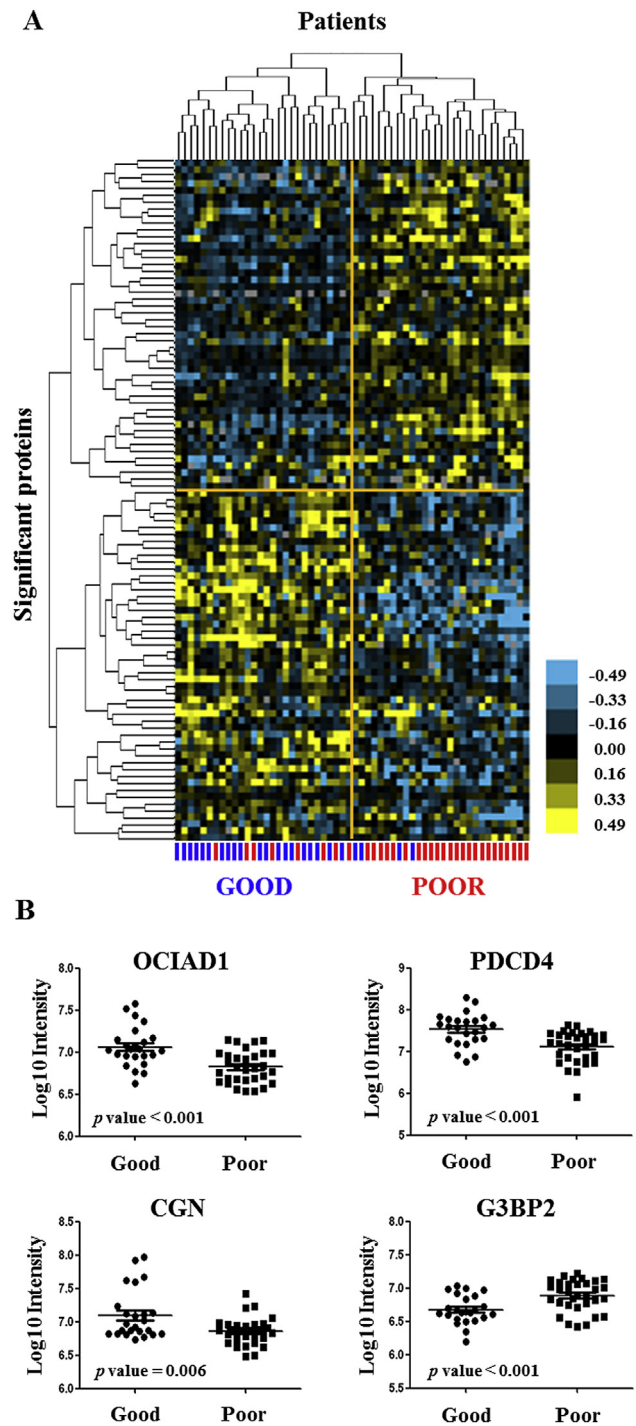 A
Patients
Significant proteins
-0.49
-0.33
-0.16
0.00
0.16
0.33
0.49
GOOD
POOR
B
OCIAD1
Log10 Intensity
8.0
7.5
7.0
6.5
6.0
p value < 0.001
Good
Poor
PDCD4
Log10 Intensity
9
8
7
6
5
p value < 0.001
Good
Poor
CGN
Log10 Intensity
8.5
8.0
7.5
7.0
6.5
6.0
p value = 0.006
Good
Poor
G3BP2
Log10 Intensity
8.0
7.5
7.0
6.5
6.0
5.5
p value < 0.001
Good
Poor